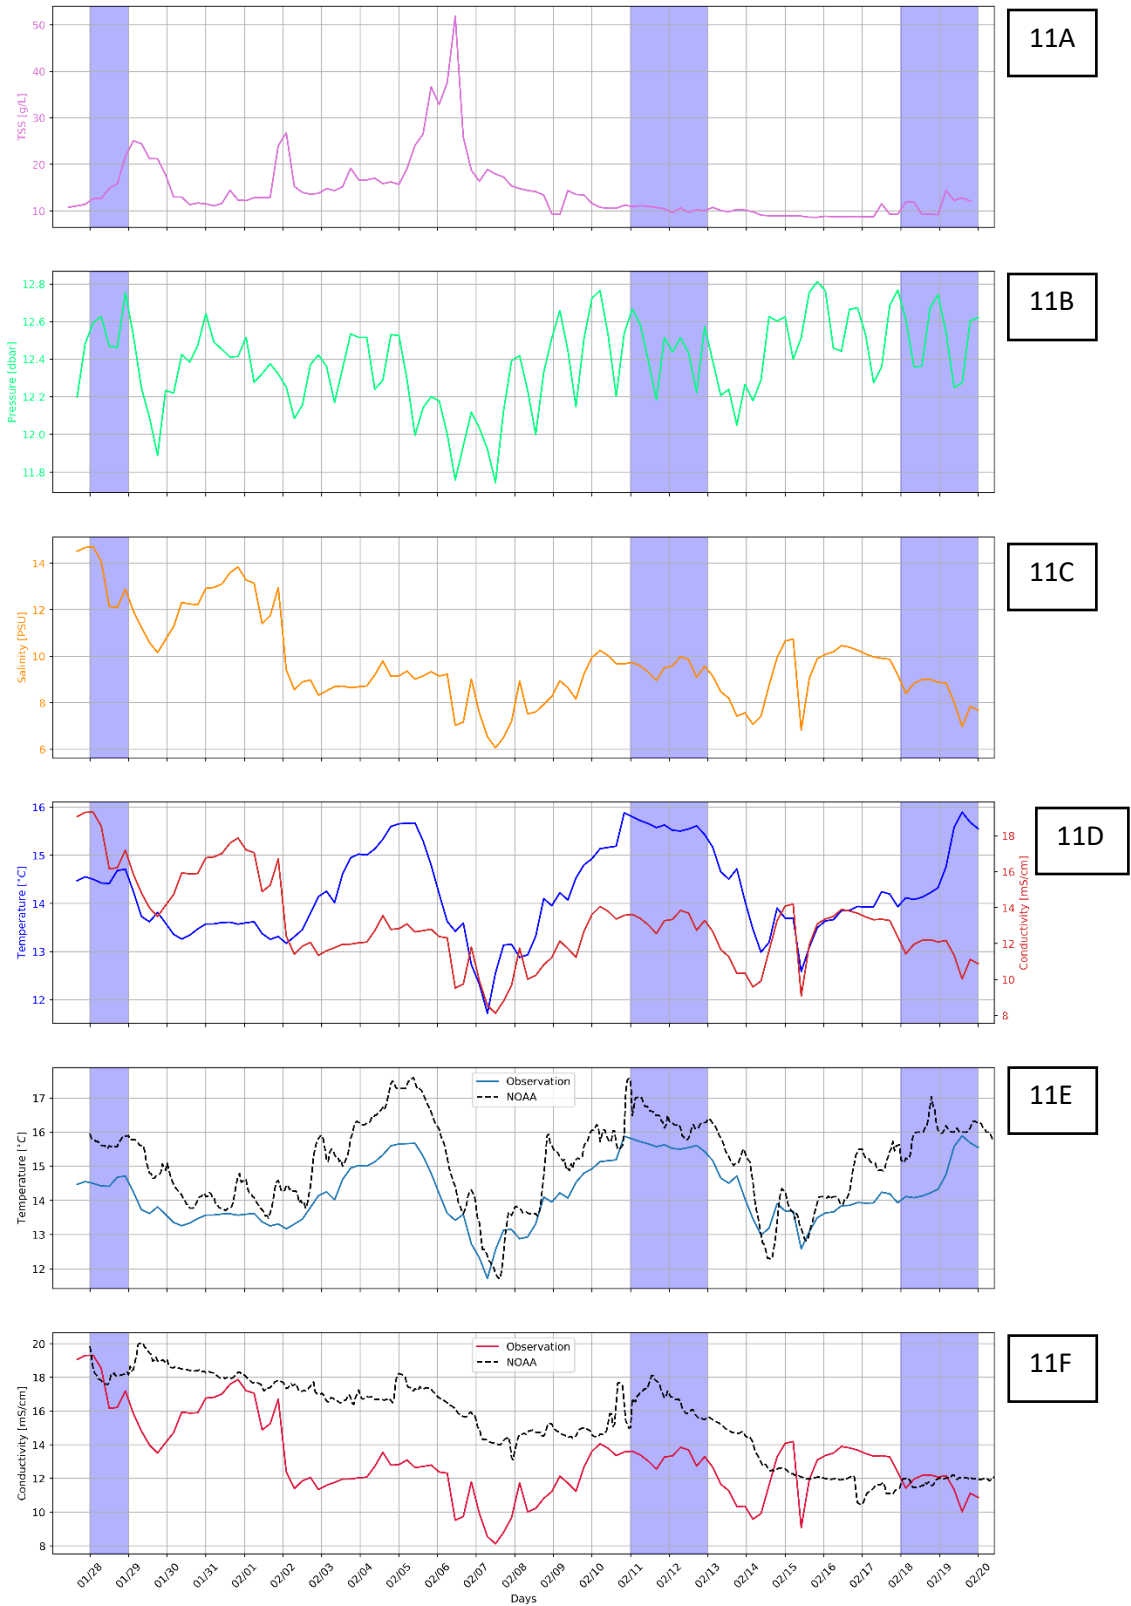 11A
TSS [g/L]
50
40
30
20
10
11B
Pressure [dbar]
12.8
12.6
12.4
12.2
12.0
11.8
11C
Salinity [PSU]
14
12
10
8
6
11D
Temperature [°C]
16
15
14
13
12
Conductivity [mS/cm]
18
16
14
12
10
8
11E
Observation
NOAA
Temperature [°C]
17
16
15
14
13
12
11F
Observation
NOAA
Conductivity [mS/cm]
20
18
16
14
12
10
8
01/28 01/29 01/30 01/31 02/01 02/02 02/03 02/04 02/05 02/06 02/07 02/08 02/09 02/10 02/11 02/12 02/13 02/14 02/15 02/16 02/17 02/18 02/19 02/20
Days